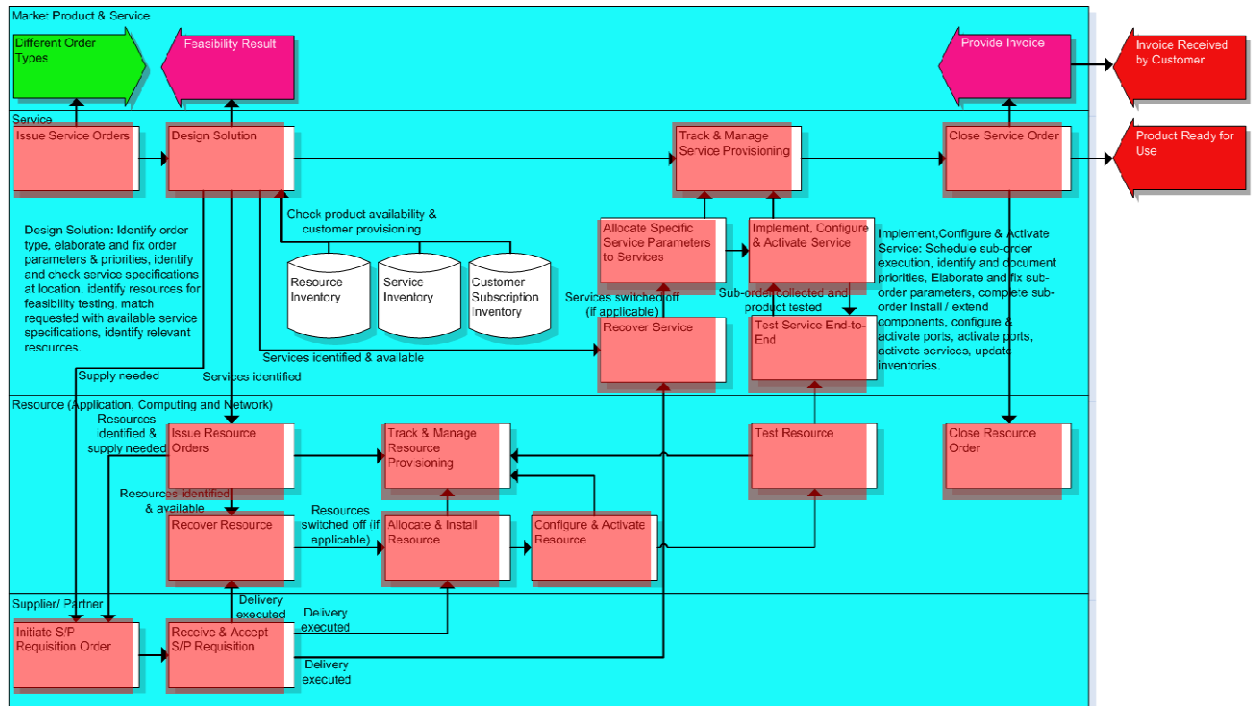 Market Product & Service
Different Order
Types
Feasibility Result
Provide Invoice
Invoice Received
by Customer
Service
Issue Service Orders
Design Solution
Track & Manage
Service Provisioning
Close Service Order
Product Ready for
Use
Design Solution: Identify order
type, elaborate and fix order
parameters & priorities, identify
and check service specifications
at location, identify resources for
feasibility testing, match
requested with available service
specifications, identify relevant
resources.
Check product availability &
customer provisioning
Resource
Inventory
Service
Inventory
Customer
Subscription
Inventory
Allocate Specific
Service Parameters
to Services
Implement, Configure
& Activate Service
Implement,Configure & Activate
Service: Schedule sub-order
execution, identify and document
priorities, Elaborate and fix sub-
order parameters, complete sub-
order Install / extend
components, configure &
activate ports, activate ports,
activate services, update
inventories.
Services switched off
(if applicable)
Sub-order collected and
product tested
Recover Service
Test Service End-to-
End
Services identified & available
Supply needed
Services identified
Resource (Application, Computing and Network)
Resources
identified &
supply needed
Issue Resource
Orders
Track & Manage
Resource
Provisioning
Test Resource
Close Resource
Order
Resources identified
& available
Resources
switched off (if
applicable)
Recover Resource
Allocate & Install
Resource
Configure & Activate
Resource
Supplier/ Partner
Delivery
executed
Delivery
executed
Initiate S/P
Requisition Order
Receive & Accept
S/P Requisition
Delivery
executed